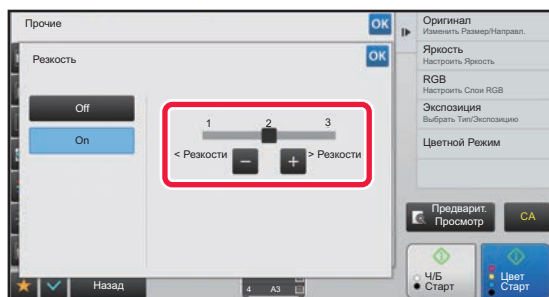 Прочие
OK
Резкость
OK
Off
On
1 2 3
< Резкости − + > Резкости
Назад
4 A3
Оригинал
Изменить Размер/Направл.
Яркость
Настроить Яркость
RGB
Настроить Слои RGB
Экспозиция
Выбрать Тип/Экспозицию
Цветной Режим
Предварит.
Просмотр
CA
Ч/Б
Старт
Цвет
Старт